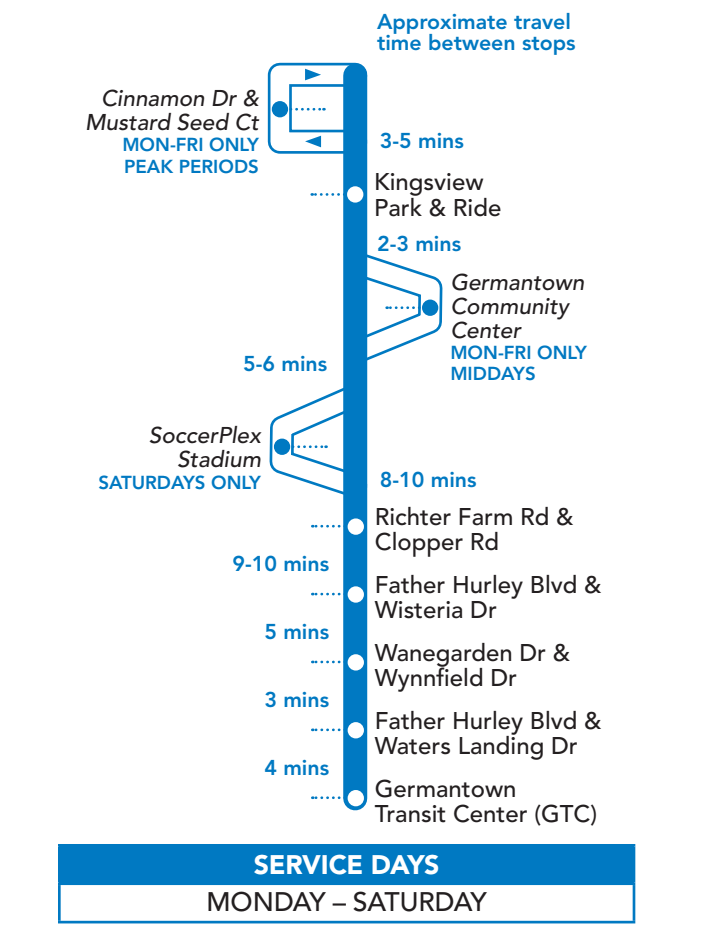 Approximate travel
time between stops
Cinnamon Dr &
Mustard Seed Ct
MON-FRI ONLY
PEAK PERIODS
3-5 mins
Kingsview
Park & Ride
2-3 mins
Germantown
Community
Center
MON-FRI ONLY
MIDDAYS
5-6 mins
SoccerPlex
Stadium
SATURDAYS ONLY
8-10 mins
Richter Farm Rd &
Clopper Rd
9-10 mins
Father Hurley Blvd &
Wisteria Dr
5 mins
Wanegarden Dr &
Wynnfield Dr
3 mins
Father Hurley Blvd &
Waters Landing Dr
4 mins
Germantown
Transit Center (GTC)
SERVICE DAYS
MONDAY – SATURDAY